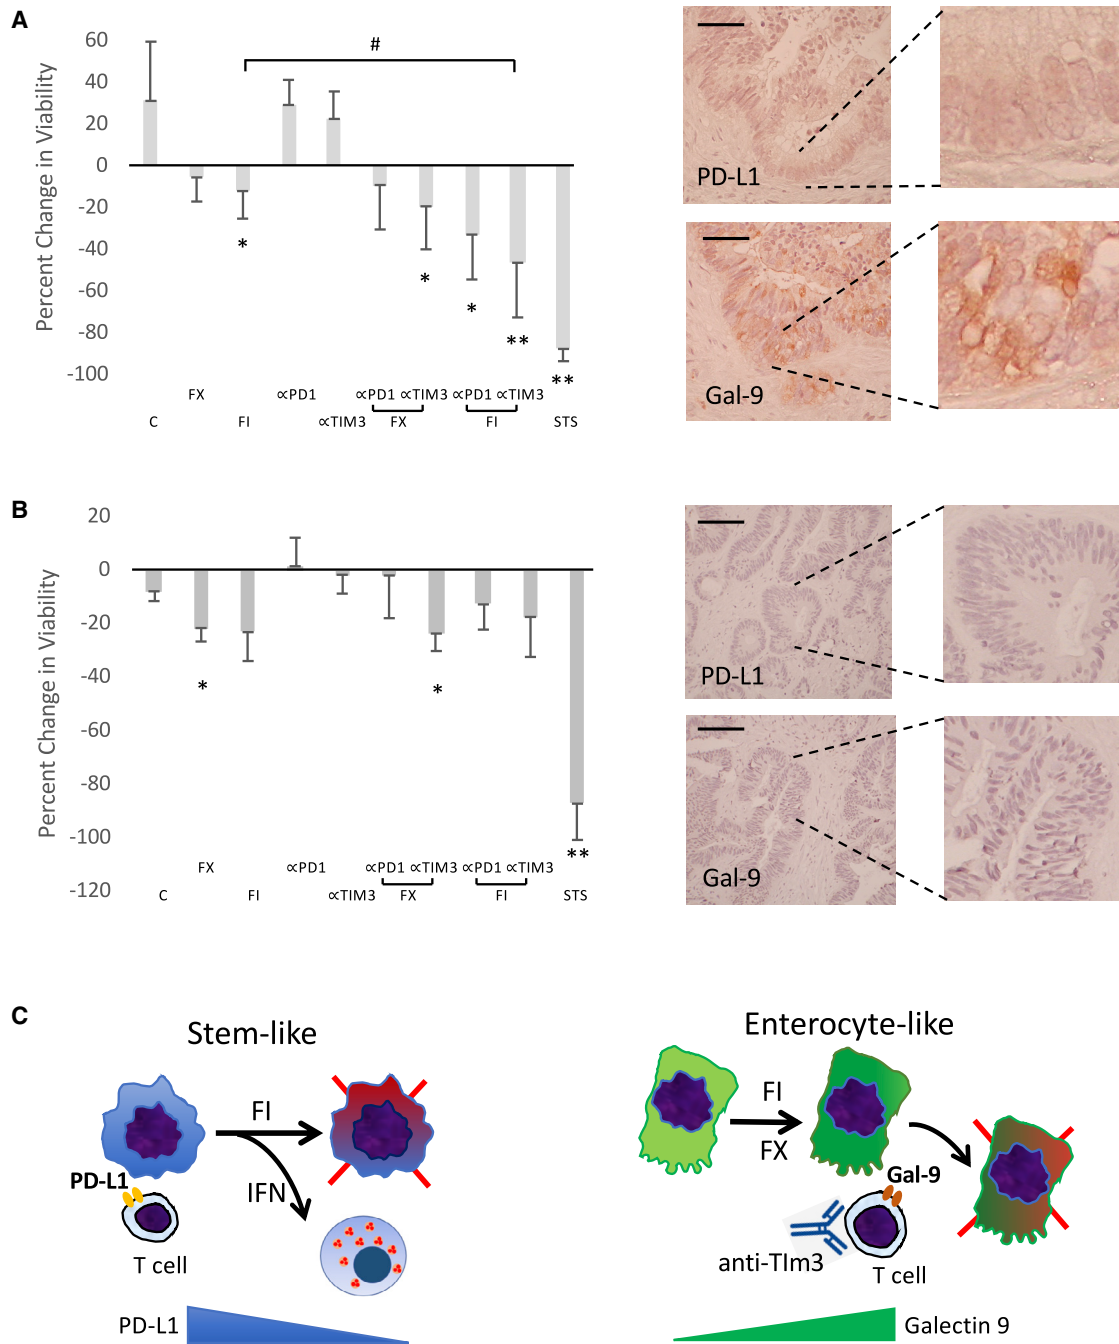 A
Percent Change in Viability
60
40
20
0
-20
-40
-60
-80
-100
#
*
*
*
**
**
FX
∝PD1
∝PD1 ∝TIM3
∝PD1 ∝TIM3
C
FI
∝TIM3
FX
FI
STS
PD-L1
Gal-9
B
Percent Change in Viability
20
0
-20
-40
-60
-80
-100
-120
*
*
**
FX
∝PD1
∝PD1 ∝TIM3
∝PD1 ∝TIM3
C
FI
∝TIM3
FX
FI
STS
PD-L1
Gal-9
C
Stem-like
FI
IFN
PD-L1
T cell
PD-L1
Enterocyte-like
FI
FX
Gal-9
anti-TIm3
T cell
Galectin 9